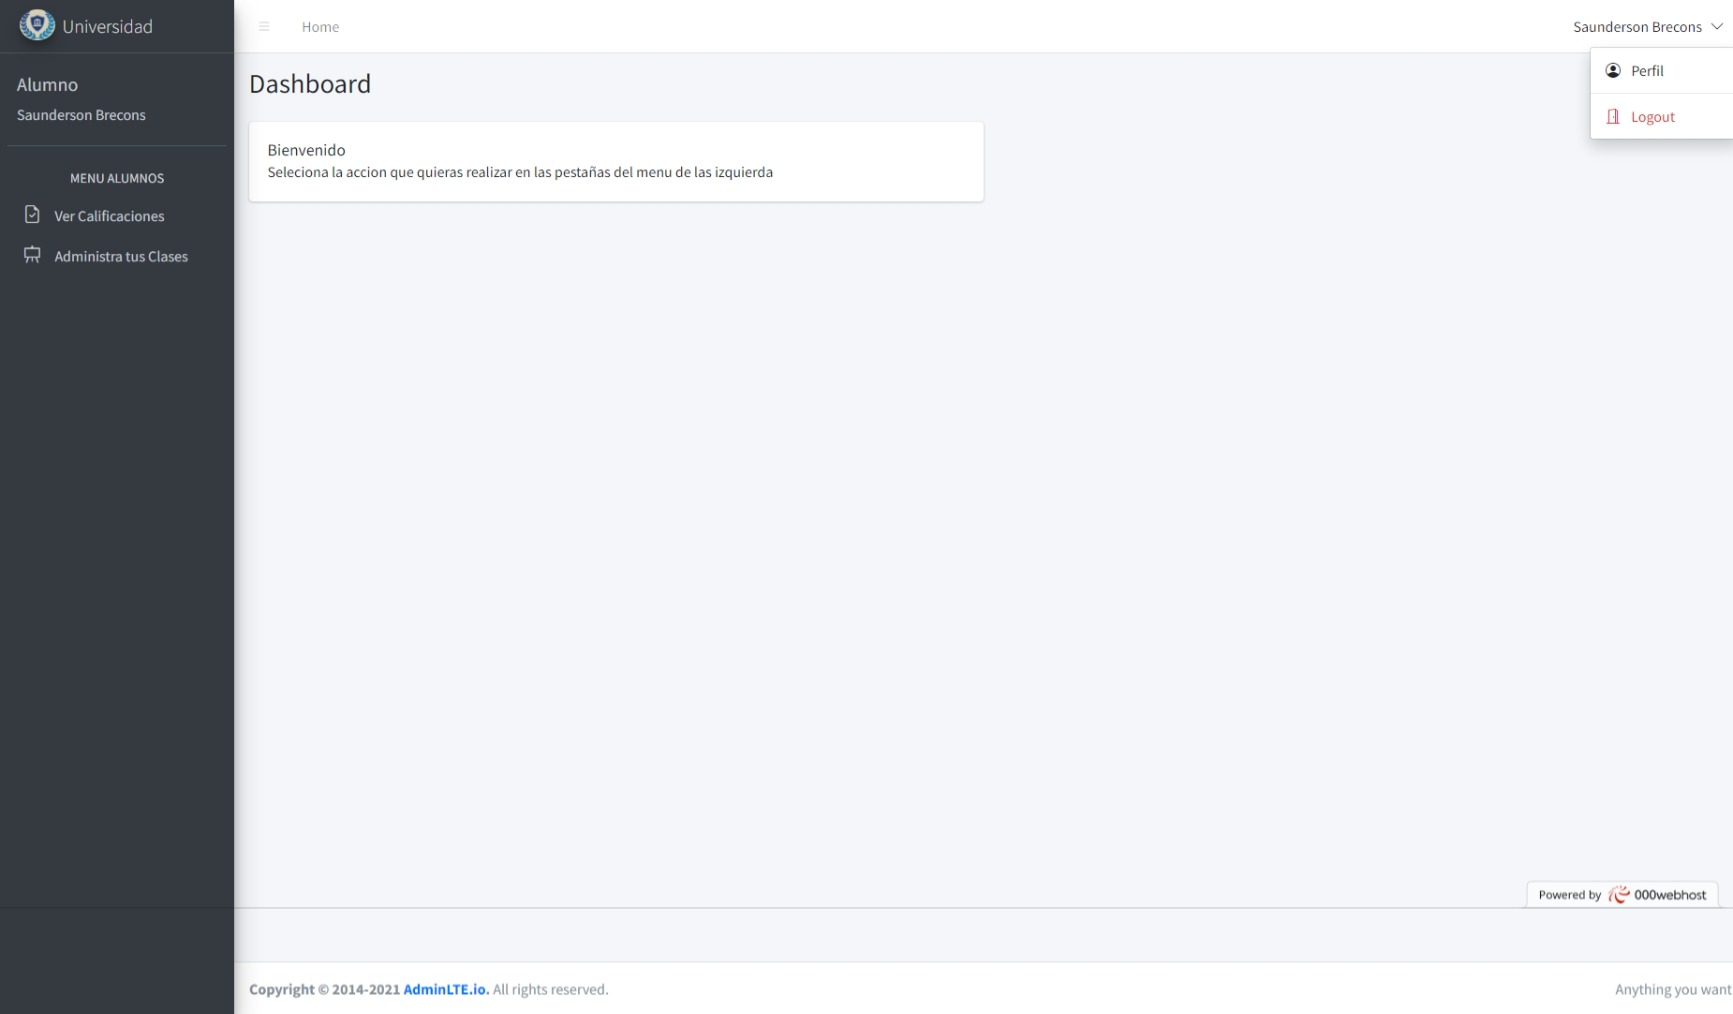 Universidad
Home
Saunderson Brecons
Perfil
Logout
Alumno
Saunderson Brecons
MENU ALUMNOS
Ver Calificaciones
Administra tus Clases
Dashboard
Bienvenido
Seleciona la accion que quieras realizar en las pestañas del menu de las izquierda
Powered by 000webhost
Copyright © 2014-2021 AdminLTE.io. All rights reserved.
Anything you want